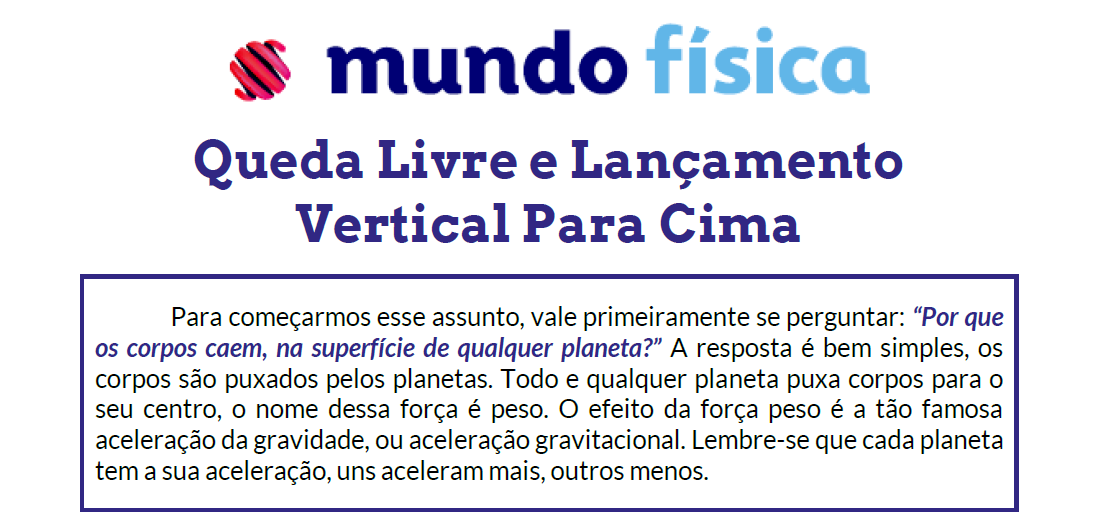 mundo física
Queda Livre e Lançamento
Vertical Para Cima
Para começarmos esse assunto, vale primeiramente se perguntar: “Por que
os corpos caem, na superfície de qualquer planeta?” A resposta é bem simples, os
corpos são puxados pelos planetas. Todo e qualquer planeta puxa corpos para o
seu centro, o nome dessa força é peso. O efeito da força peso é a tão famosa
aceleração da gravidade, ou aceleração gravitacional. Lembre-se que cada planeta
tem a sua aceleração, uns aceleram mais, outros menos.